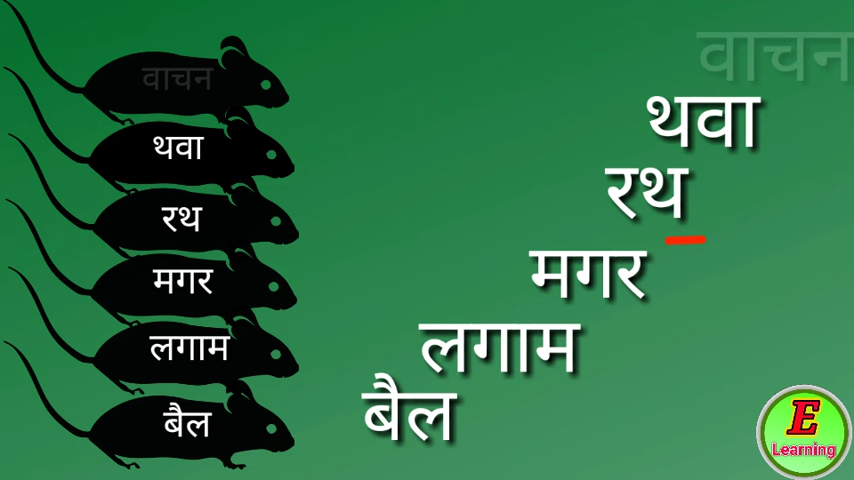 वाचन
थवा
रथ
मगर
लगाम
बैल
वाचन
थवा
रथ
मगर
लगाम
बैल
E
Learning